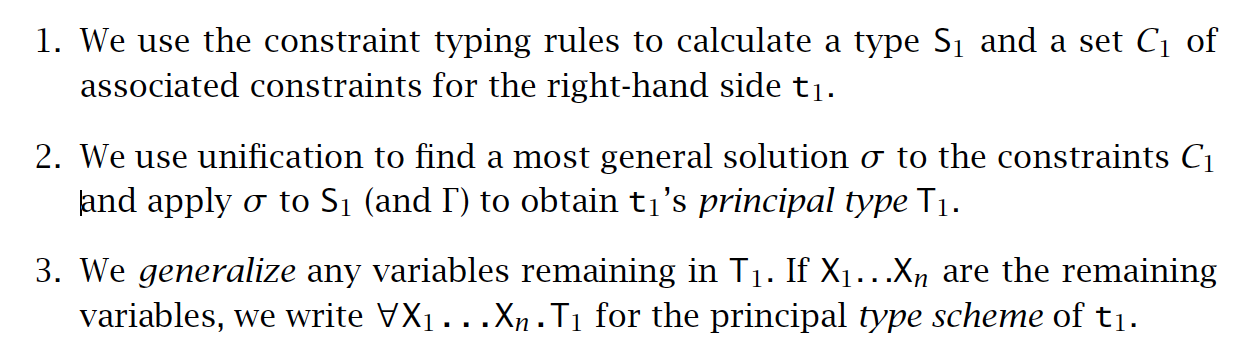 1. We use the constraint typing rules to calculate a type S₁ and a set C₁ of
associated constraints for the right-hand side t₁.
2. We use unification to find a most general solution σ to the constraints C₁
and apply σ to S₁ (and Γ) to obtain t₁’s principal type T₁.
3. We generalize any variables remaining in T₁. If X₁...Xₙ are the remaining
variables, we write ∀X₁...Xₙ.T₁ for the principal type scheme of t₁.